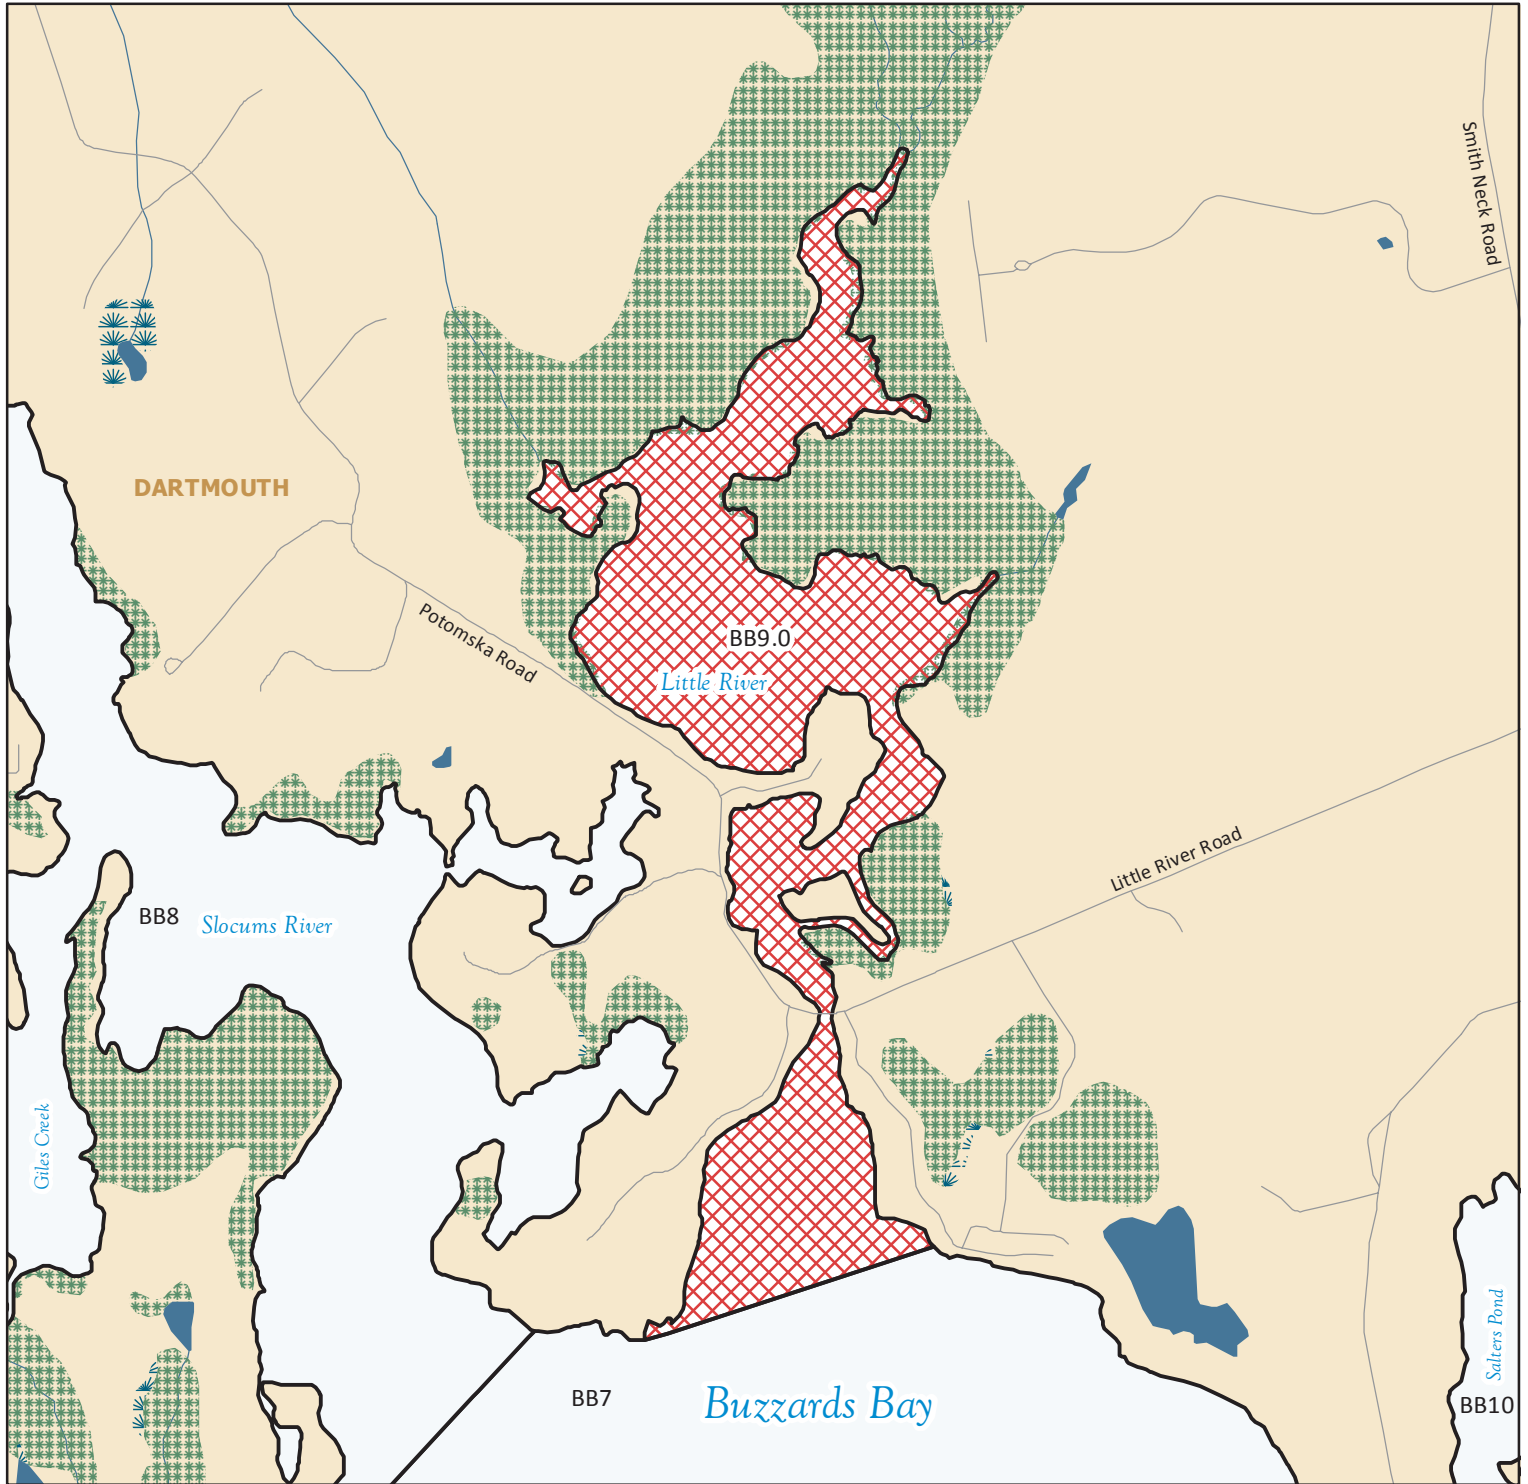 Smith Neck Road
DARTMOUTH
Potomska Road
BB9.0
Little River
Little River Road
BB8
Slocums River
Giles Creek
Salters Pond
BB7
Buzzards Bay
BB10